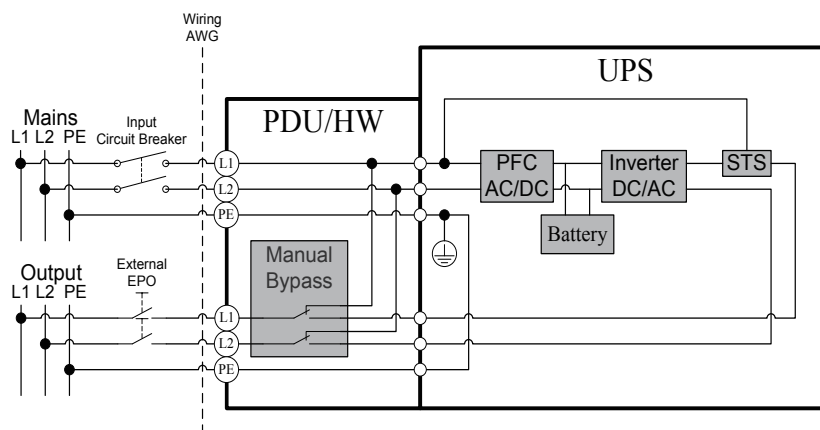 Wiring
AWG
UPS
PDU/HW
Mains
L1 L2 PE
Input
Circuit Breaker
L1
L2
PE
PFC
AC/DC
Inverter
DC/AC
STS
Battery
Manual
Bypass
Output
L1 L2 PE
External
EPO
L1
L2
PE